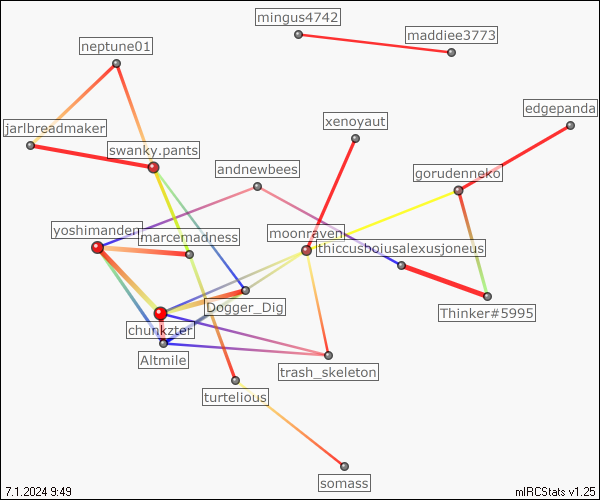 mingus4742
maddiee3773
neptune01
edgepanda
xenoyaut
jarlbreadmaker
swanky.pants
andnewbees
gorudenneko
yoshimanden
marcemadness
moonraven
thiccusboiusalexusjoneus
Dogger_Dig
Thinker#5995
chunkzter
Altmile
trash_skeleton
turtelious
somass
7.1.2024 9:49
mIRCStats v1.25